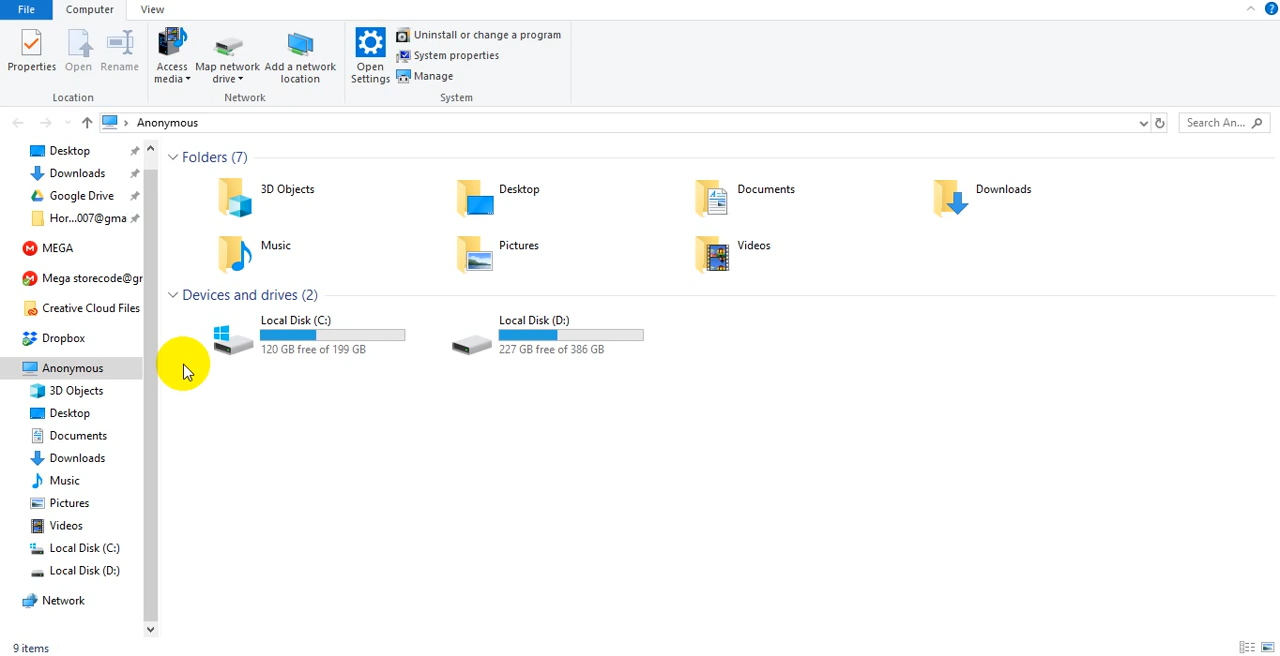 File Computer View
Properties Open Rename Access media Map network drive Add a network location Open Settings Uninstall or change a program
System properties
Manage
Location Network System
Anonymous Search An...
Desktop
Downloads
Google Drive
Hor...007@gma
MEGA
Mega storecode@gr
Creative Cloud Files
Dropbox
Anonymous
3D Objects
Desktop
Documents
Downloads
Music
Pictures
Videos
Local Disk (C:)
Local Disk (D:)
Network
Folders (7)
3D Objects Desktop Documents Downloads
Music Pictures Videos
Devices and drives (2)
Local Disk (C:) Local Disk (D:)
120 GB free of 199 GB 227 GB free of 386 GB
9 items